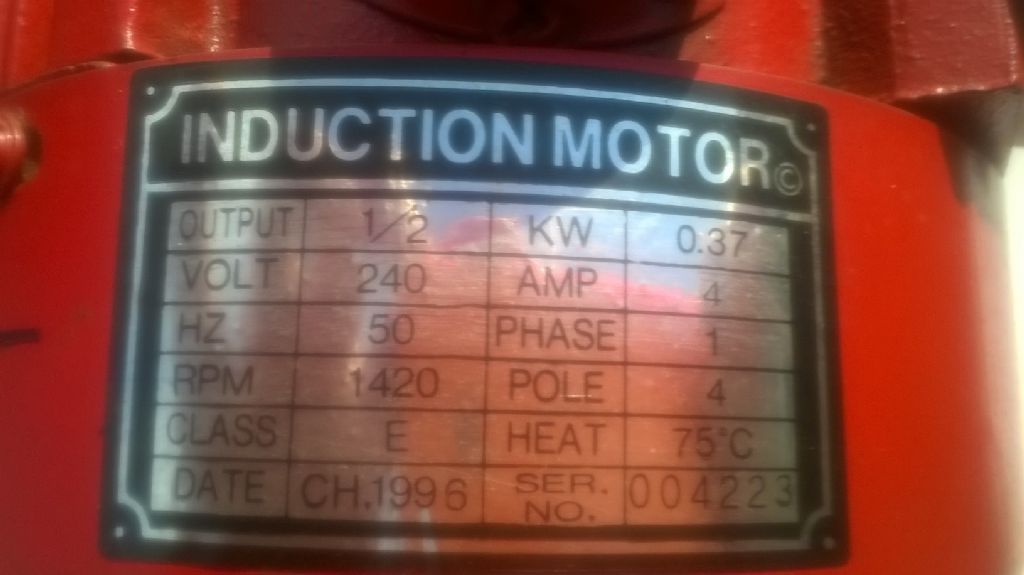 INDUCTION MOTOR ©
OUTPUT 1/2 KW 0.37
VOLT 240 AMP 4
HZ 50 PHASE 1
RPM 1420 POLE 4
CLASS E HEAT 75°C
DATE CH.1996 SER. NO. 004223